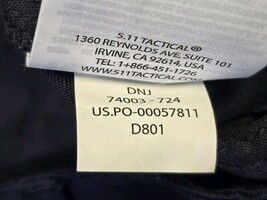 5.11 TACTICAL®
1360 REYNOLDS AVE. SUITE 101
IRVINE, CA 92614, USA
TEL: 1+866-451-1726
WWW.511TACTICAL.COM
DNJ
74003 - 724
US.PO-00057811
D801